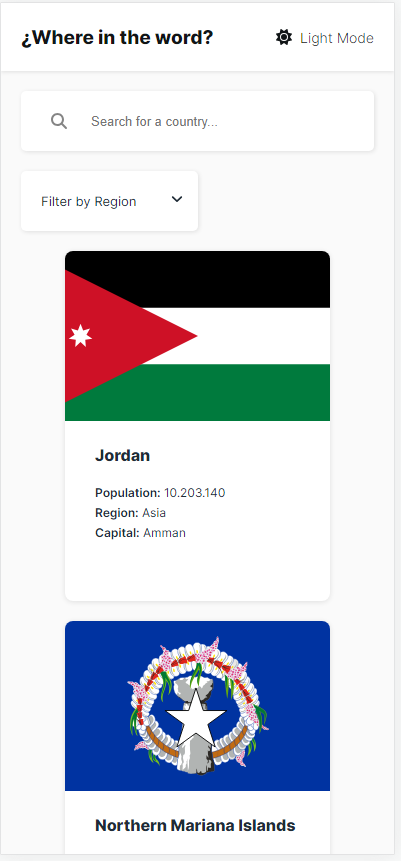 ¿Where in the word?
Light Mode
Search for a country...
Filter by Region
Jordan
Population: 10.203.140
Region: Asia
Capital: Amman
Northern Mariana Islands